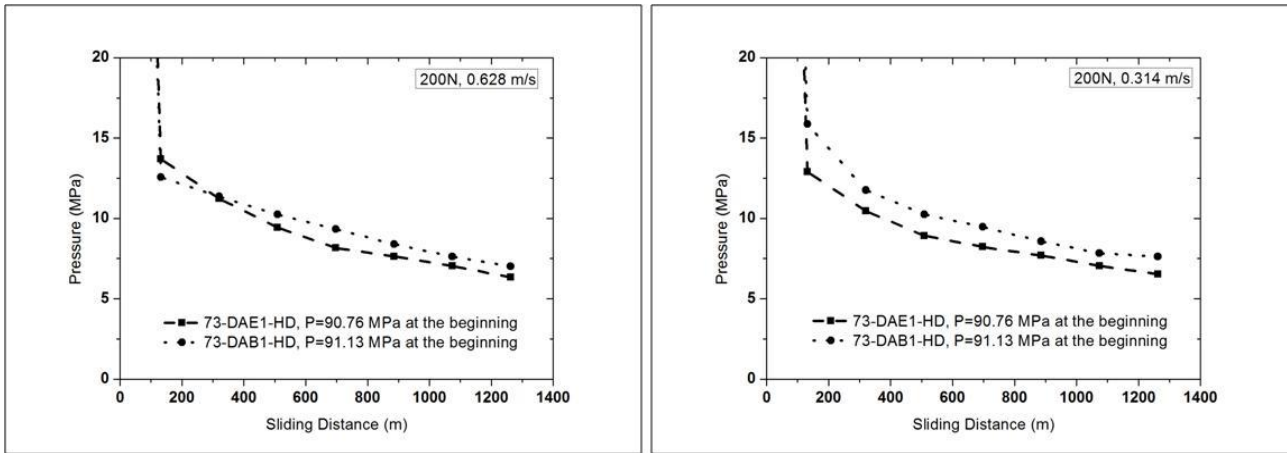 200N, 0.628 m/s
20
15
10
5
0
Pressure (MPa)
73-DAE1-HD, P=90.76 MPa at the beginning
73-DAB1-HD, P=91.13 MPa at the beginning
0 200 400 600 800 1000 1200 1400
Sliding Distance (m)
200N, 0.314 m/s
20
15
10
5
0
Pressure (MPa)
73-DAE1-HD, P=90.76 MPa at the beginning
73-DAB1-HD, P=91.13 MPa at the beginning
0 200 400 600 800 1000 1200 1400
Sliding Distance (m)